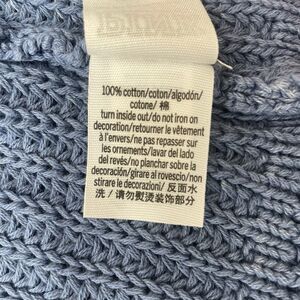 100% cotton/coton/algodón/
cotone/ 棉
turn inside out/do not iron on
decoration/retourner le vêtement
à l'envers/ne pas repasser sur
les ornements/lavar del lado
del revés/no planchar sobre la
decoración/girare al rovescio/non
stirare le decorazioni/ 反面水
洗 / 请勿熨烫装饰部分